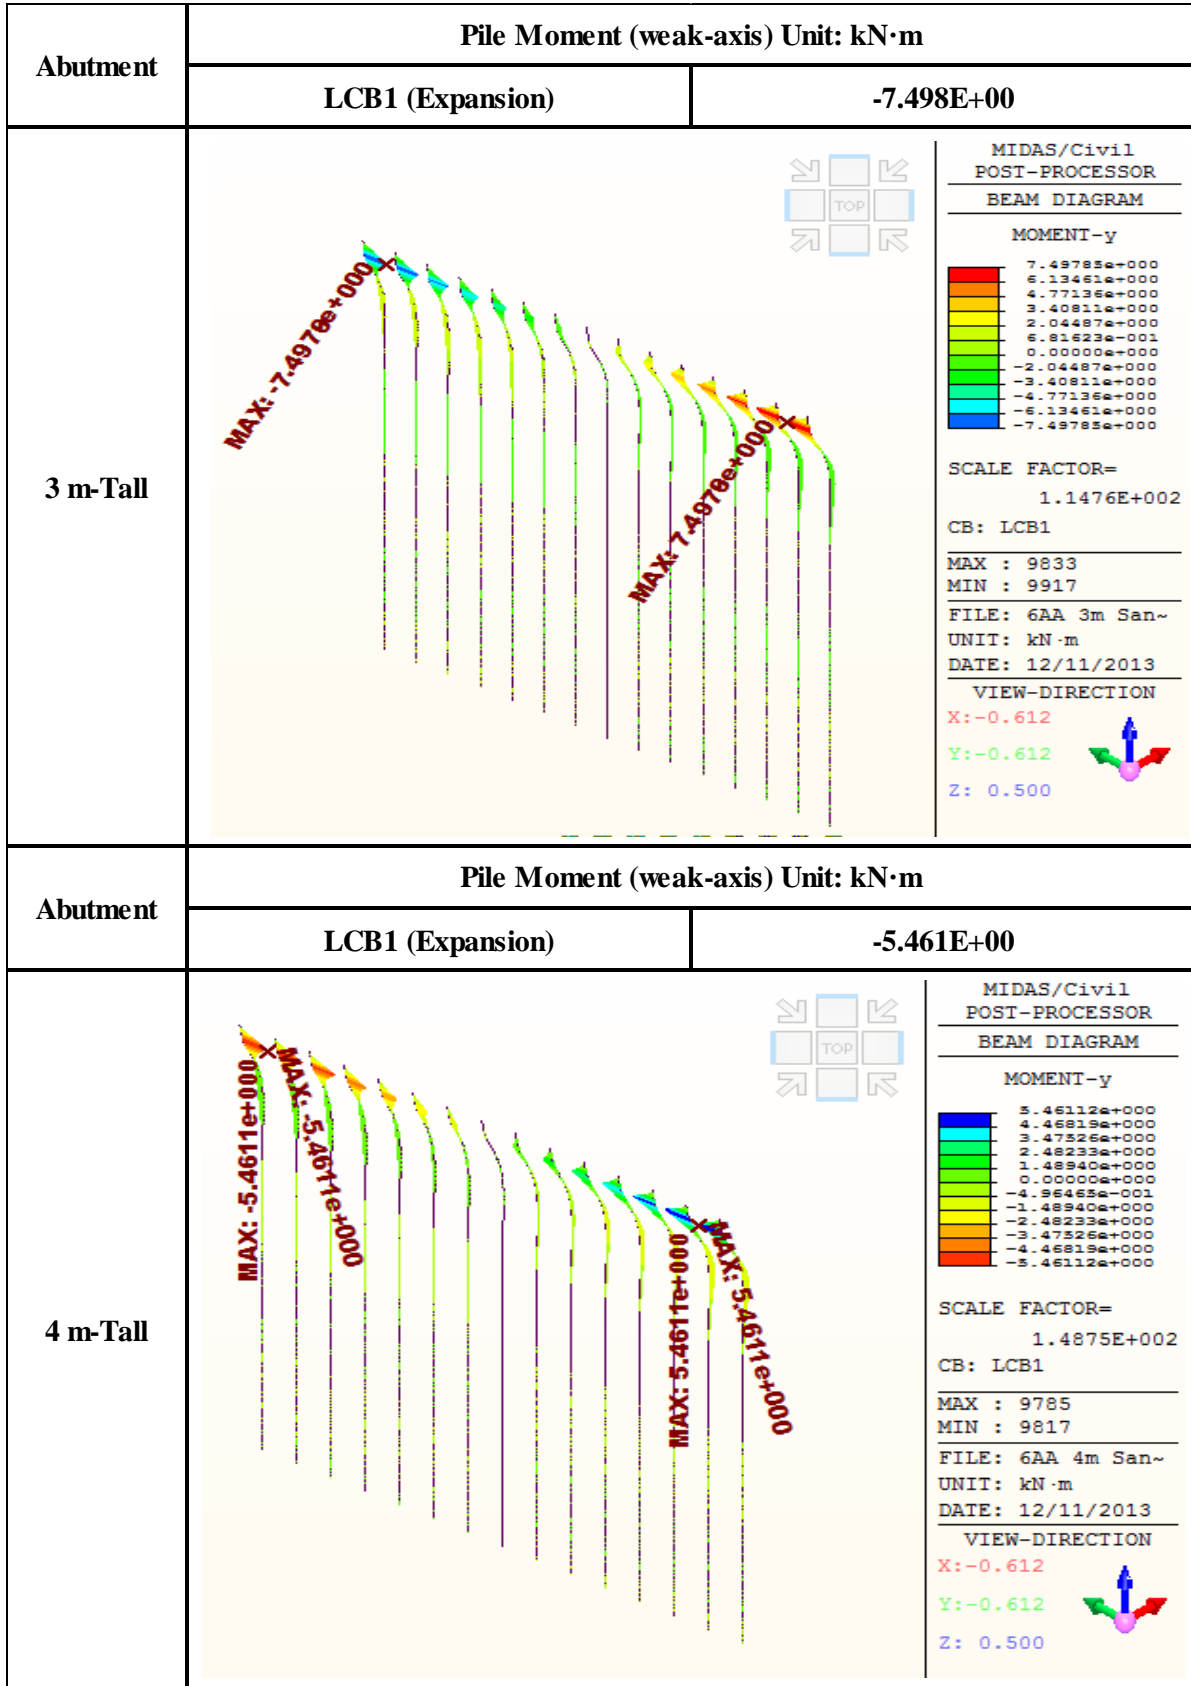 Abutment
Pile Moment (weak-axis) Unit: kN·m
LCB1 (Expansion)
-7.498E+00
3 m-Tall
TOP
MAX: -7.4978e+000
MAX: 7.4978e+000
MIDAS/Civil
POST-PROCESSOR
BEAM DIAGRAM
MOMENT-y
7.49785e+000
6.13461e+000
4.77136e+000
3.40811e+000
2.04487e+000
6.81623e-001
0.00000e+000
-2.04487e+000
-3.40811e+000
-4.77136e+000
-6.13461e+000
-7.49785e+000
SCALE FACTOR=
1.1476E+002
CB: LCB1
MAX : 9833
MIN : 9917
FILE: 6AA 3m San~
UNIT: kN·m
DATE: 12/11/2013
VIEW-DIRECTION
X:-0.612
Y:-0.612
Z: 0.500
Abutment
Pile Moment (weak-axis) Unit: kN·m
LCB1 (Expansion)
-5.461E+00
4 m-Tall
TOP
MAX: -5.4611e+000
MAX: -5.4611e+000
MAX: 5.4611e+000
MAX: 5.4611e+000
MIDAS/Civil
POST-PROCESSOR
BEAM DIAGRAM
MOMENT-y
5.46112e+000
4.46819e+000
3.47526e+000
2.48233e+000
1.48940e+000
0.00000e+000
-4.96465e-001
-1.48940e+000
-2.48233e+000
-3.47526e+000
-4.46819e+000
-5.46112e+000
SCALE FACTOR=
1.4875E+002
CB: LCB1
MAX : 9785
MIN : 9817
FILE: 6AA 4m San~
UNIT: kN·m
DATE: 12/11/2013
VIEW-DIRECTION
X:-0.612
Y:-0.612
Z: 0.500